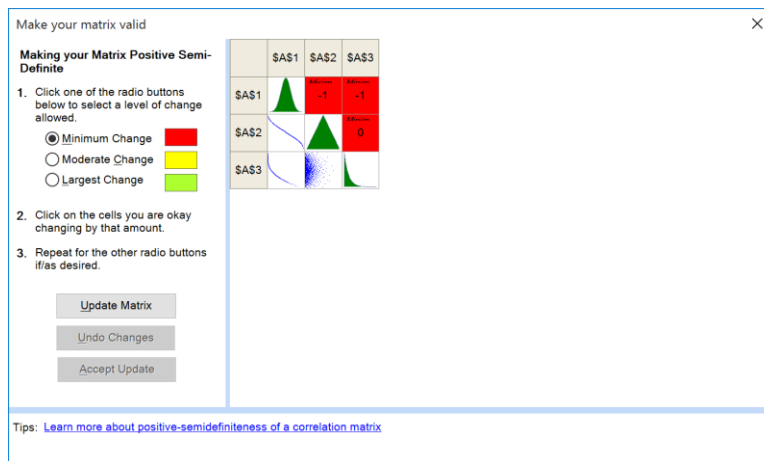 Make your matrix valid
Making your Matrix Positive Semi-
Definite
1. Click one of the radio buttons
below to select a level of change
allowed.
Minimum Change
Moderate Change
Largest Change
2. Click on the cells you are okay
changing by that amount.
3. Repeat for the other radio buttons
if/as desired.
Update Matrix
Undo Changes
Accept Update
$A$1 $A$2 $A$3
$A$1 -1 -1
$A$2 0
$A$3
Tips: Learn more about positive-semidefiniteness of a correlation matrix